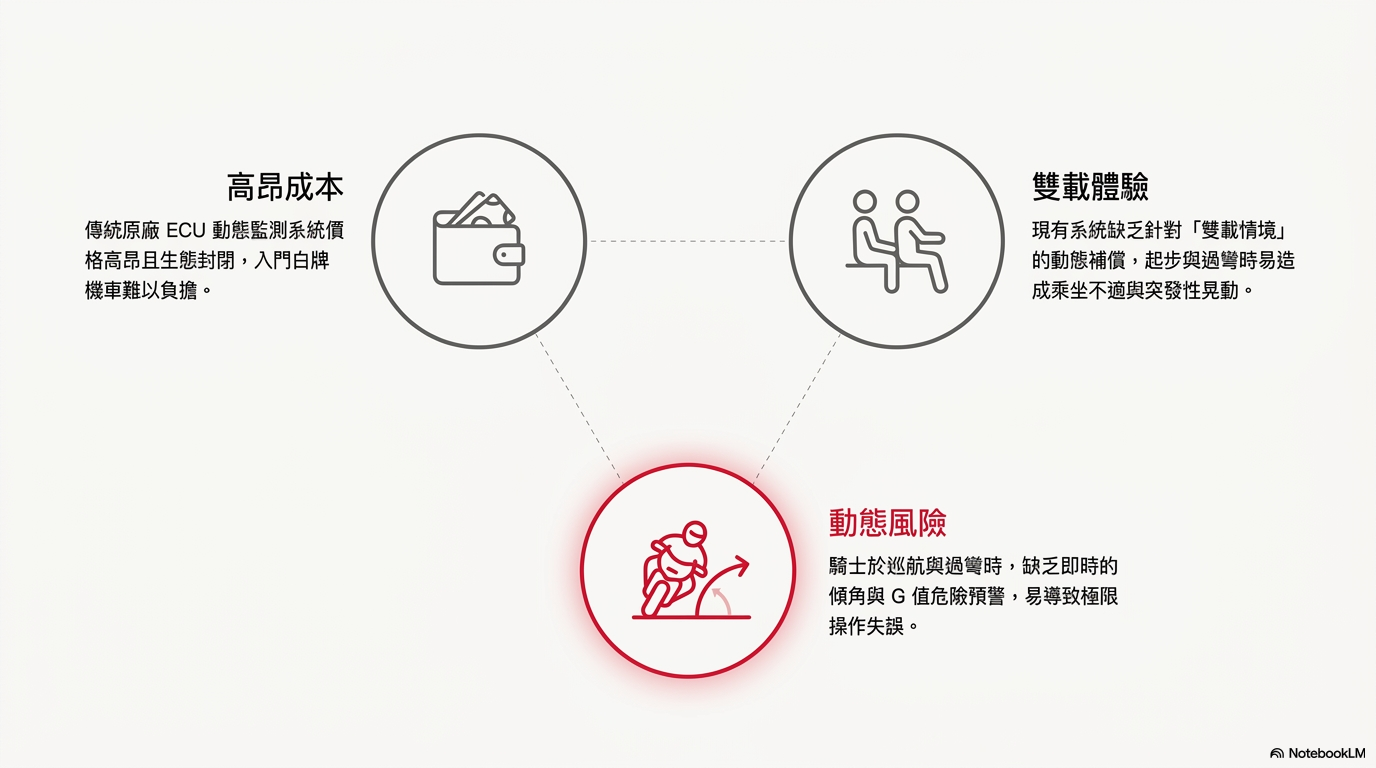 高昂成本
傳統原廠 ECU 動態監測系統價
格高昂且生態封閉，入門白牌
機車難以負擔。
雙載體驗
現有系統缺乏針對「雙載情境」
的動態補償，起步與過彎時易造
成乘坐不適與突發性晃動。
動態風險
騎士於巡航與過彎時，缺乏即時的
傾角與 G 值危險預警，易導致極限
操作失誤。
NotebookLM